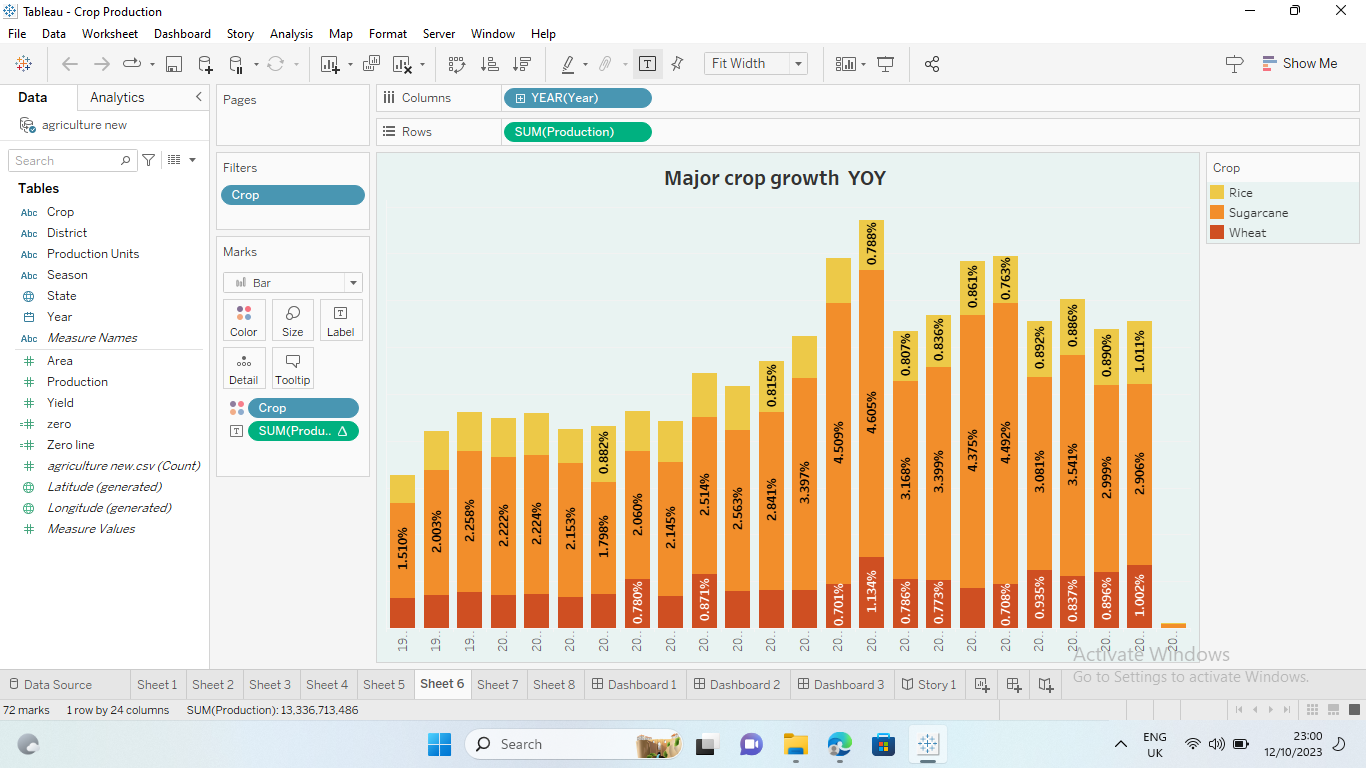 Tableau - Crop Production
File Data Worksheet Dashboard Story Analysis Map Format Server Window Help
Fit Width
Show Me
Data Analytics
agriculture new
Search
Tables
Abc Crop
Abc District
Abc Production Units
Abc Season
State
Year
Abc Measure Names
# Area
# Production
# Yield
=# zero
=# Zero line
# agriculture new.csv (Count)
Latitude (generated)
Longitude (generated)
# Measure Values
Pages
Filters
Crop
Marks
Bar
Color Size Label
Detail Tooltip
Crop
SUM(Produ.. Δ
Columns YEAR(Year)
Rows SUM(Production)
Major crop growth YOY
1.510%
2.003%
2.258%
2.222%
2.224%
2.153%
0.882%
1.798%
2.060%
0.780%
2.145%
2.514%
0.871%
2.563%
0.815%
2.841%
3.397%
4.509%
0.701%
0.788%
4.605%
1.134%
0.807%
3.168%
0.786%
0.836%
3.399%
0.773%
0.861%
4.375%
0.763%
4.492%
0.708%
0.892%
3.081%
0.935%
0.886%
3.541%
0.837%
0.890%
2.999%
0.896%
1.011%
2.906%
1.002%
19.. 19.. 19.. 20.. 20.. 20.. 20.. 20.. 20.. 20.. 20.. 20.. 20.. 20.. 20.. 20.. 20.. 20.. 20.. 20.. 20.. 20.. 20.. 20..
Crop
Rice
Sugarcane
Wheat
Activate Windows
Go to Settings to activate Windows.
Data Source Sheet 1 Sheet 2 Sheet 3 Sheet 4 Sheet 5 Sheet 6 Sheet 7 Sheet 8 Dashboard 1 Dashboard 2 Dashboard 3 Story 1
72 marks 1 row by 24 columns SUM(Production): 13,336,713,486
Search
ENG
UK
23:00
12/10/2023